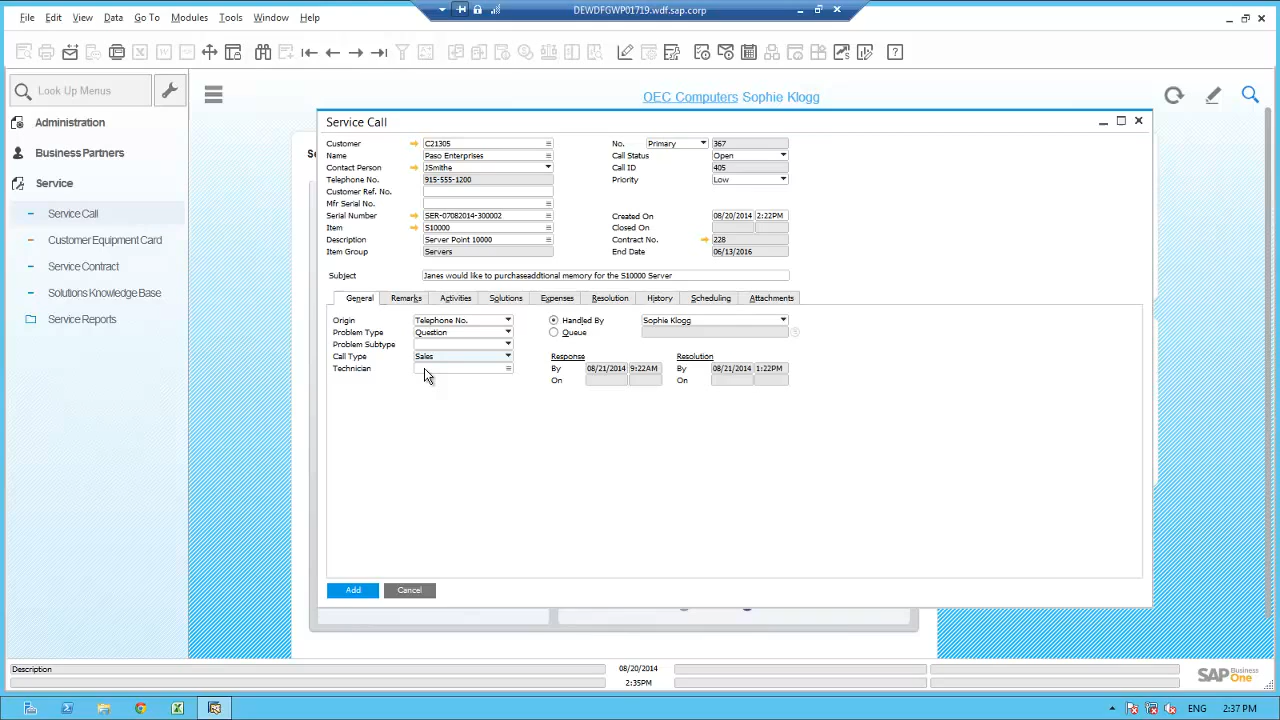 DEWDFGWP01719.wdf.sap.corp
File Edit View Data Go To Modules Tools Window Help
Look Up Menus
OEC Computers Sophie Klogg
Administration
Business Partners
Service
Service Call
Customer Equipment Card
Service Contract
Solutions Knowledge Base
Service Reports
Service Call
Customer C21305 No. Primary 367
Name Paso Enterprises Call Status Open
Contact Person JSmithe Call ID 405
Telephone No. 915-555-1200 Priority Low
Customer Ref. No.
Mfr Serial No.
Serial Number SER-07082014-300002 Created On 08/20/2014 2:22PM
Item S10000 Closed On
Description Server Point 10000 Contract No. 228
Item Group Servers End Date 06/13/2016
Subject Janes would like to purchaseaddtional memory for the S10000 Server
General Remarks Activities Solutions Expenses Resolution History Scheduling Attachments
Origin Telephone No. Handled By Sophie Klogg
Problem Type Question Queue
Problem Subtype
Call Type Sales Response Resolution
Technician By 08/21/2014 9:22AM By 08/21/2014 1:22PM
On On
Add Cancel
Description 08/20/2014
2:35PM
SAP Business One
ENG 2:37 PM